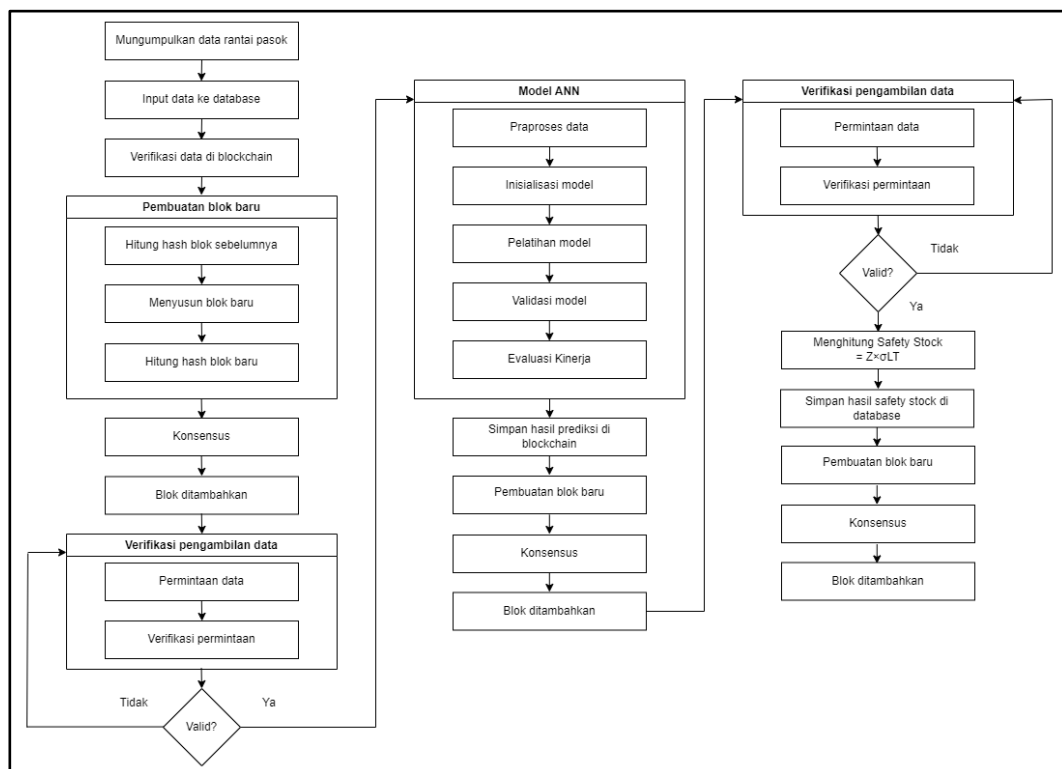 Mungumpulkan data rantai pasok
Input data ke database
Verifikasi data di blockchain
Pembuatan blok baru
Hitung hash blok sebelumnya
Menyusun blok baru
Hitung hash blok baru
Konsensus
Blok ditambahkan
Verifikasi pengambilan data
Permintaan data
Verifikasi permintaan
Tidak
Ya
Valid?
Model ANN
Praproses data
Inisialisasi model
Pelatihan model
Validasi model
Evaluasi Kinerja
Simpan hasil prediksi di
blockchain
Pembuatan blok baru
Konsensus
Blok ditambahkan
Verifikasi pengambilan data
Permintaan data
Verifikasi permintaan
Tidak
Valid?
Ya
Menghitung Safety Stock
= Z×σLT
Simpan hasil safety stock di
database
Pembuatan blok baru
Konsensus
Blok ditambahkan